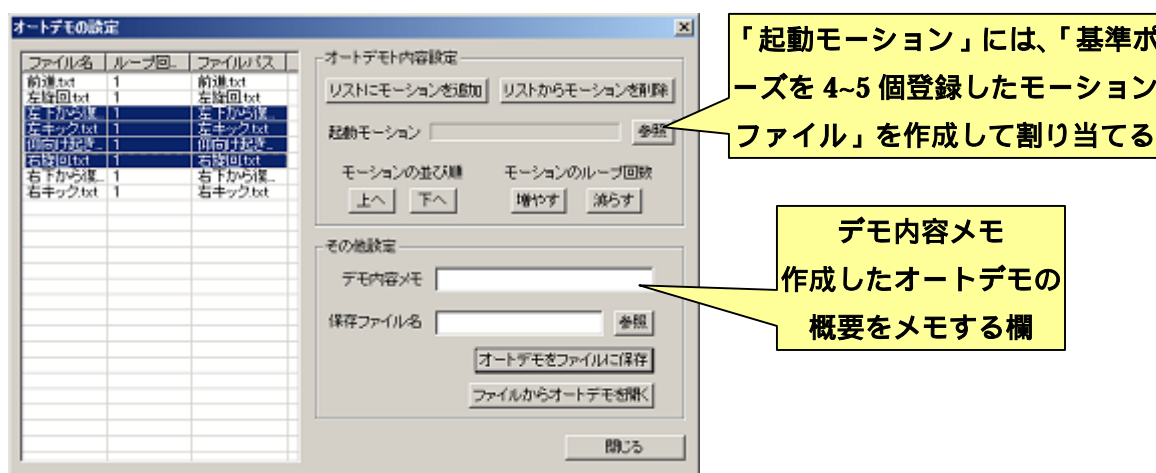 オートデモの設定
ファイル名 ループ回.. ファイルパス
前進.txt 1 前進.txt
左旋回.txt 1 左旋回.txt
左下から復... 1 左下から復...
左キック.txt 1 左キック.txt
仰向け起き... 1 仰向け起き...
右旋回.txt 1 右旋回.txt
右下から復... 1 右下から復...
右キック.txt 1 右キック.txt
オートデモト内容設定
リストにモーションを追加 リストからモーションを削除
起動モーション 参照
モーションの並び順 モーションのループ回数
上へ 下へ 増やす 減らす
その他設定
デモ内容メモ
保存ファイル名 参照
オートデモをファイルに保存
ファイルからオートデモを開く
閉じる
「起動モーション」には、「基準ポ
ーズを 4~5 個登録したモーション
ファイル」を作成して割り当てる
デモ内容メモ
作成したオートデモの
概要をメモする欄